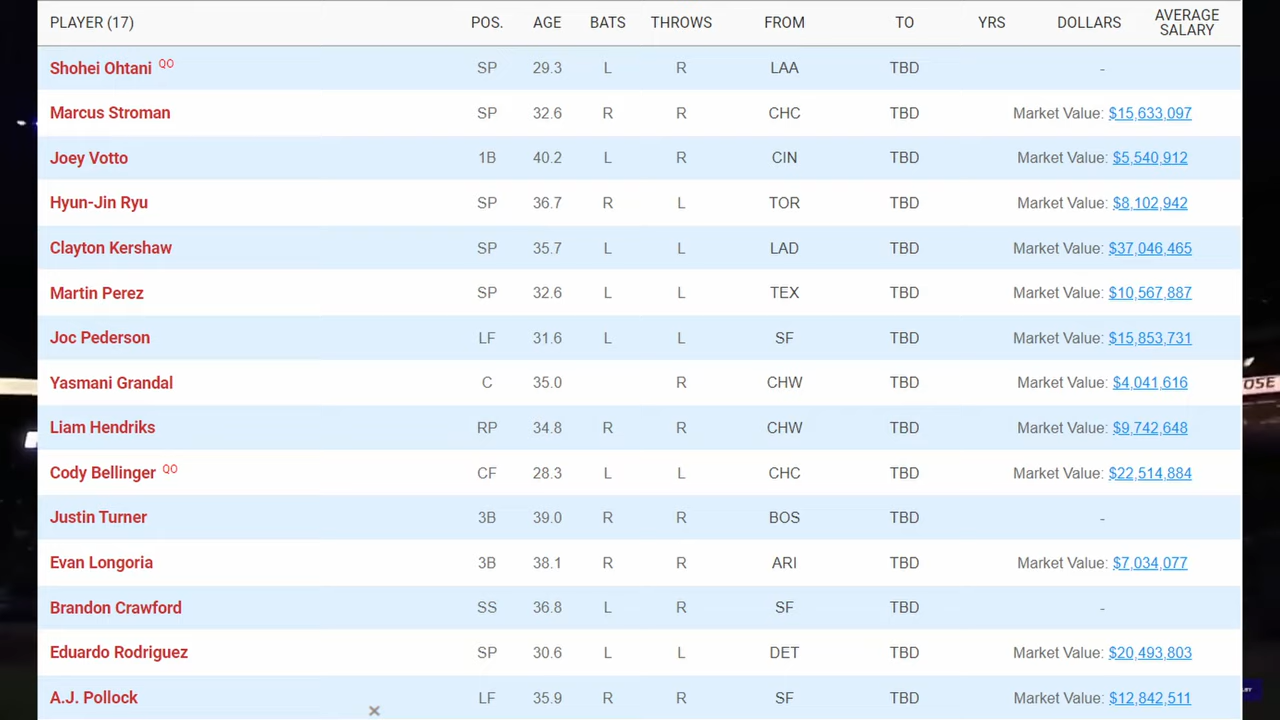 PLAYER (17) POS. AGE BATS THROWS FROM TO YRS DOLLARS AVERAGE SALARY
Shohei Ohtani QO SP 29.3 L R LAA TBD -
Marcus Stroman SP 32.6 R R CHC TBD Market Value: $15,633,097
Joey Votto 1B 40.2 L R CIN TBD Market Value: $5,540,912
Hyun-Jin Ryu SP 36.7 R L TOR TBD Market Value: $8,102,942
Clayton Kershaw SP 35.7 L L LAD TBD Market Value: $37,046,465
Martin Perez SP 32.6 L L TEX TBD Market Value: $10,567,887
Joc Pederson LF 31.6 L L SF TBD Market Value: $15,853,731
Yasmani Grandal C 35.0 R CHW TBD Market Value: $4,041,616
Liam Hendriks RP 34.8 R R CHW TBD Market Value: $9,742,648
Cody Bellinger QO CF 28.3 L L CHC TBD Market Value: $22,514,884
Justin Turner 3B 39.0 R R BOS TBD -
Evan Longoria 3B 38.1 R R ARI TBD Market Value: $7,034,077
Brandon Crawford SS 36.8 L R SF TBD -
Eduardo Rodriguez SP 30.6 L L DET TBD Market Value: $20,493,803
A.J. Pollock LF 35.9 R R SF TBD Market Value: $12,842,511